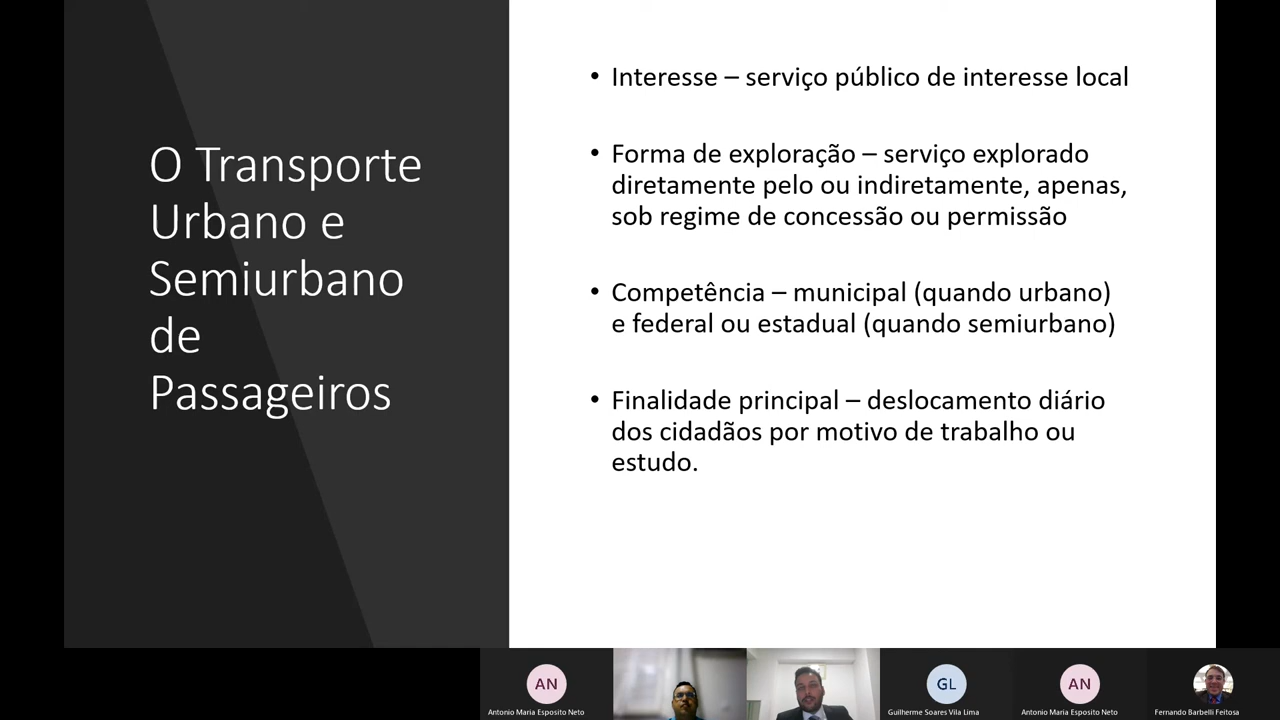 O Transporte
Urbano e
Semiurbano
de
Passageiros
• Interesse – serviço público de interesse local
• Forma de exploração – serviço explorado
diretamente pelo ou indiretamente, apenas,
sob regime de concessão ou permissão
• Competência – municipal (quando urbano)
e federal ou estadual (quando semiurbano)
• Finalidade principal – deslocamento diário
dos cidadãos por motivo de trabalho ou
estudo.
AN
GL
AN
Antonio Maria Esposito Neto
Guilherme Soares Vila Lima
Antonio Maria Esposito Neto
Fernando Barbelli Feitosa